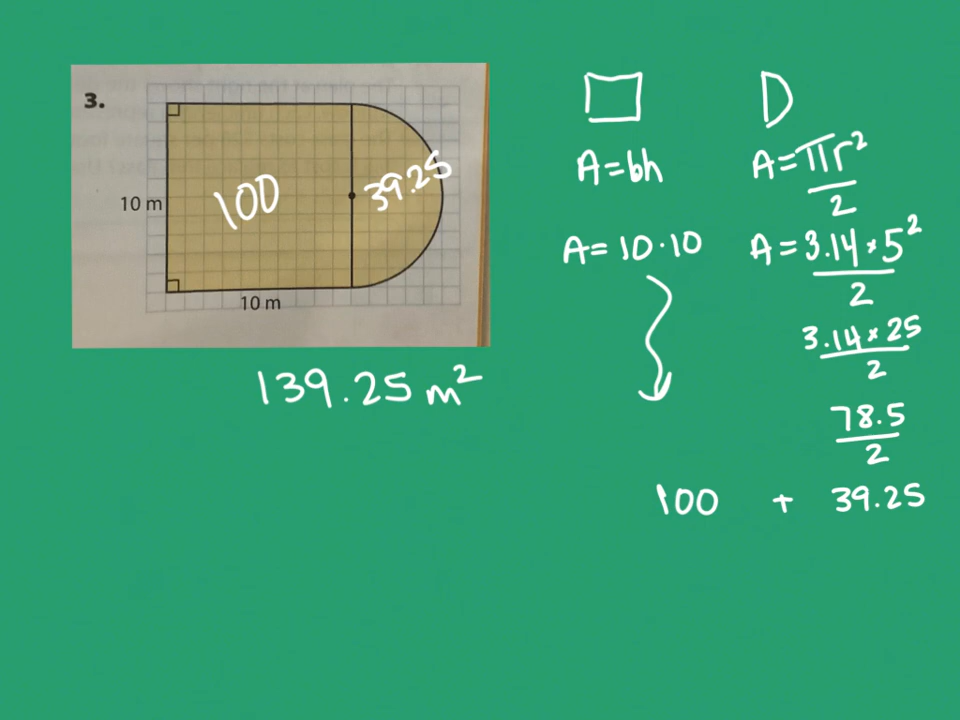 3.
10 m
100
39.25
10 m
139.25 m²
A=bh
A=10·10
A=πr²
2
A=3.14*5²
2
3.14*25
2
78.5
2
100 + 39.25